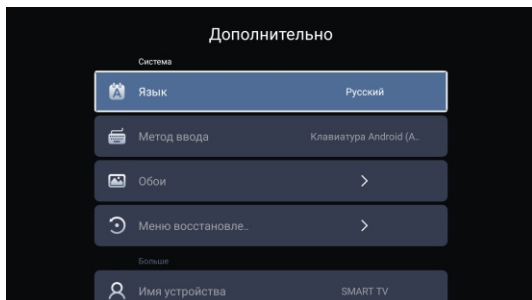 Дополнительно
Система
Язык Русский
Метод ввода Клавиатура Android (A..
Обои
Меню восстановле..
Больше
Имя устройства SMART TV